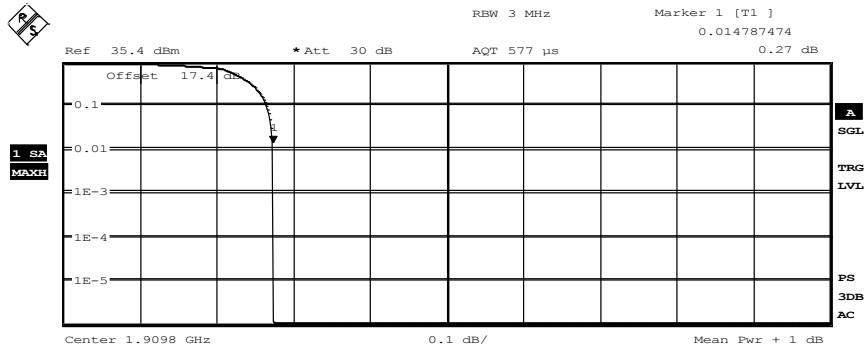 RBW 3 MHz Marker 1 [T1 ]
0.014787474
Ref 35.4 dBm *Att 30 dB AQT 577 µs 0.27 dB
Offset 17.4 dB
0.1
A
1
SGL
1 SA
0.01
MAXH
TRG
1E-3
LVL
1E-4
1E-5
PS
3DB
AC
Center 1.9098 GHz 0.1 dB/ Mean Pwr + 1 dB
R S